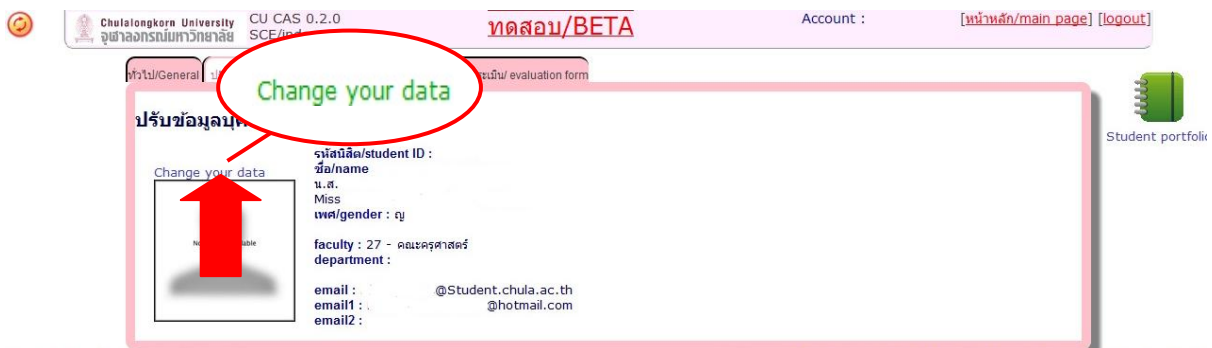 Chulalongkorn University
จุฬาลงกรณ์มหาวิทยาลัย
CU CAS 0.2.0
SCE/ind
ทดสอบ/BETA
Account :
[หน้าหลัก/main page] [logout]
ทั่วไป/General
ะเมิน/ evaluation form
Change your data
ปรับข้อมูลบุ
Student portfolio
Change your data
รหัสนิสิต/student ID :
ชื่อ/name
น.ส.
Miss
เพศ/gender : ญ
faculty : 27 - คณะครุศาสตร์
department :
email : @Student.chula.ac.th
email1 : @hotmail.com
email2 :